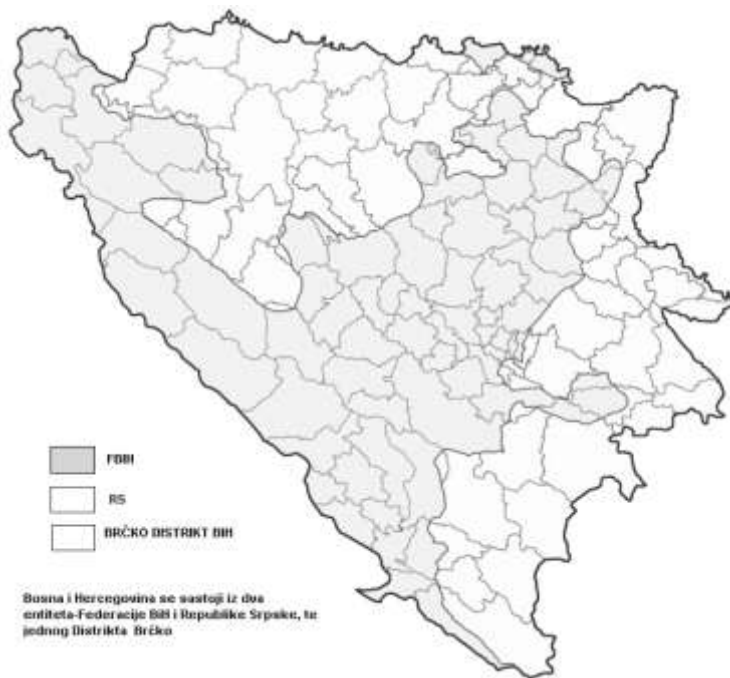 FBIH
RS
BRČKO DISTRIKT BIH
Bosna i Hercegovina se sastoji iz dva
entiteta-Federacije BiH i Republike Srpske, te
jednog Distrikta Brčko